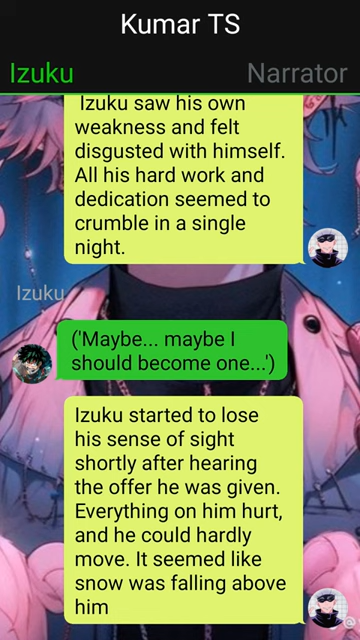 Kumar TS
Izuku
Narrator
Izuku saw his own
weakness and felt
disgusted with himself.
All his hard work and
dedication seemed to
crumble in a single
night.
Izuku
('Maybe... maybe I
should become one...')
Izuku started to lose
his sense of sight
shortly after hearing
the offer he was given.
Everything on him hurt,
and he could hardly
move. It seemed like
snow was falling above
him